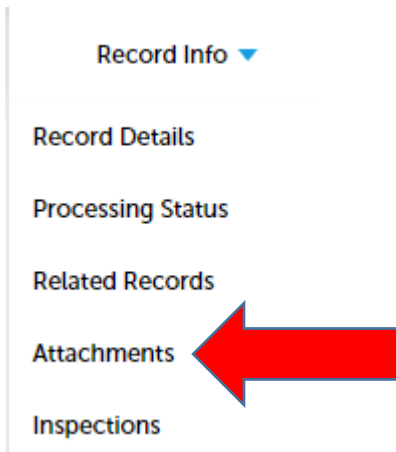 Record Info
Record Details
Processing Status
Related Records
Attachments
Inspections